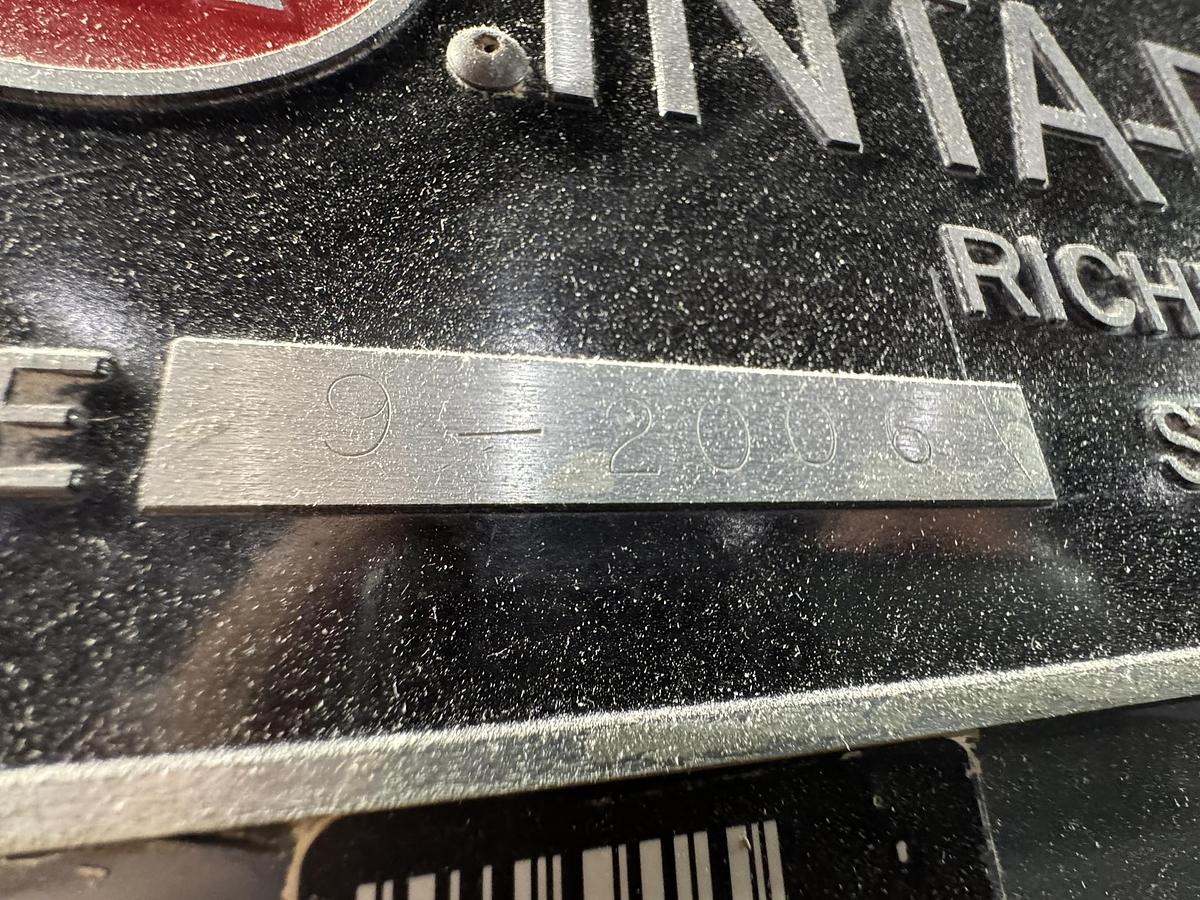 INTA-
RICH
9 - 2006